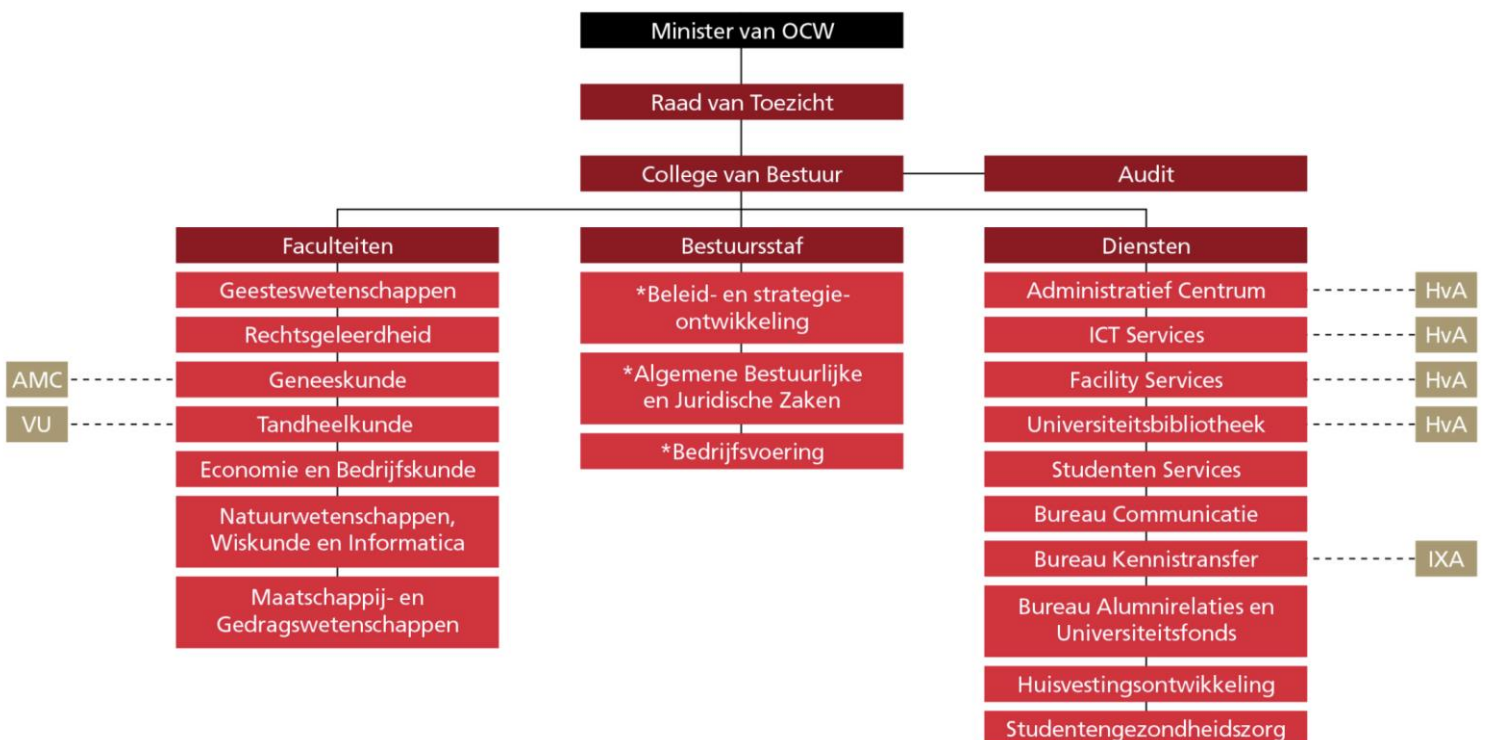 Minister van OCW
Raad van Toezicht
College van Bestuur
Audit
Faculteiten
Geesteswetenschappen
Rechtsgeleerdheid
AMC
Geneeskunde
VU
Tandheelkunde
Economie en Bedrijfskunde
Natuurwetenschappen,
Wiskunde en Informatica
Maatschappij- en
Gedragswetenschappen
Bestuursstaf
*Beleid- en strategie-
ontwikkeling
*Algemene Bestuurlijke
en Juridische Zaken
*Bedrijfsvoering
Diensten
Administratief Centrum
HvA
ICT Services
HvA
Facility Services
HvA
Universiteitsbibliotheek
HvA
Studenten Services
Bureau Communicatie
Bureau Kennistransfer
IXA
Bureau Alumnirelaties en
Universiteitsfonds
Huisvestingsontwikkeling
Studentengezondheidszorg